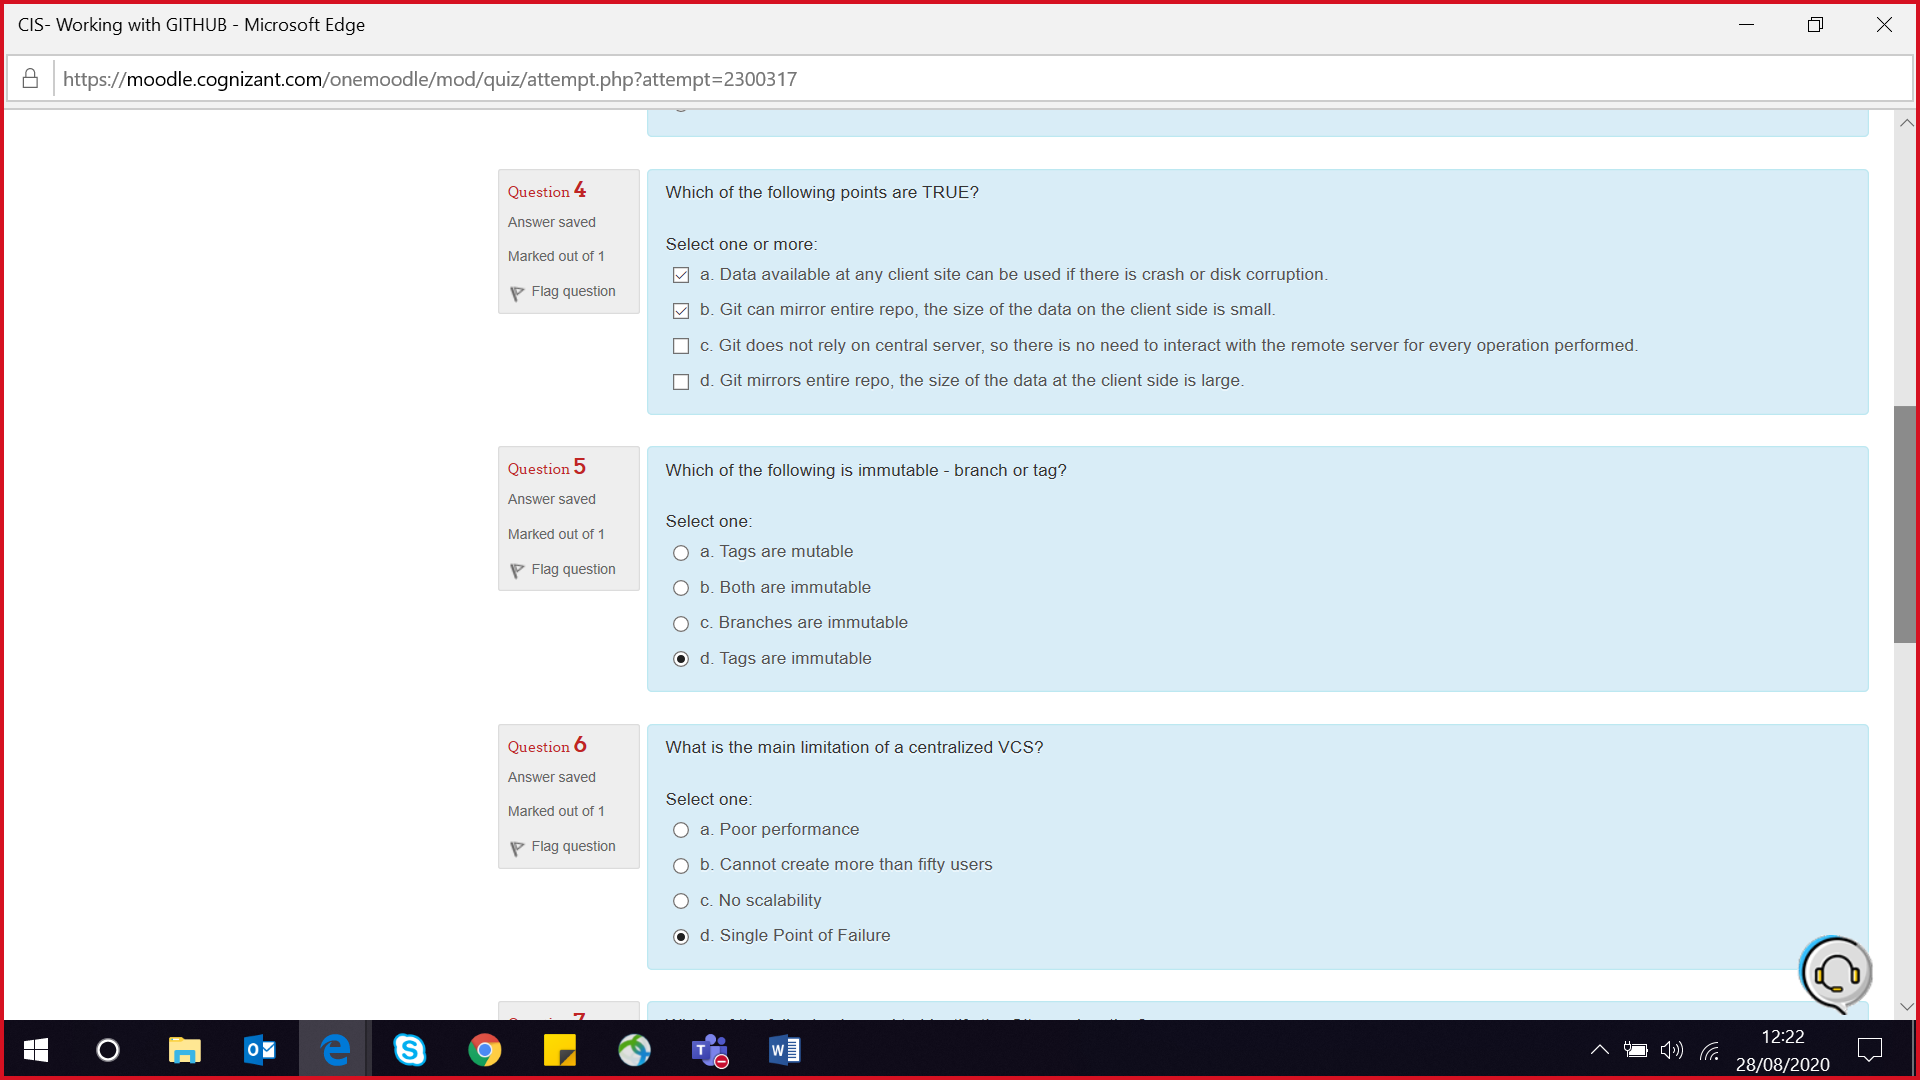 CIS- Working with GITHUB - Microsoft Edge
https://moodle.cognizant.com/onemoodle/mod/quiz/attempt.php?attempt=2300317
Question 4
Answer saved
Marked out of 1
Flag question
Which of the following points are TRUE?
Select one or more:
a. Data available at any client site can be used if there is crash or disk corruption.
b. Git can mirror entire repo, the size of the data on the client side is small.
c. Git does not rely on central server, so there is no need to interact with the remote server for every operation performed.
d. Git mirrors entire repo, the size of the data at the client side is large.
Question 5
Answer saved
Marked out of 1
Flag question
Which of the following is immutable - branch or tag?
Select one:
a. Tags are mutable
b. Both are immutable
c. Branches are immutable
d. Tags are immutable
Question 6
Answer saved
Marked out of 1
Flag question
What is the main limitation of a centralized VCS?
Select one:
a. Poor performance
b. Cannot create more than fifty users
c. No scalability
d. Single Point of Failure
12:22
28/08/2020